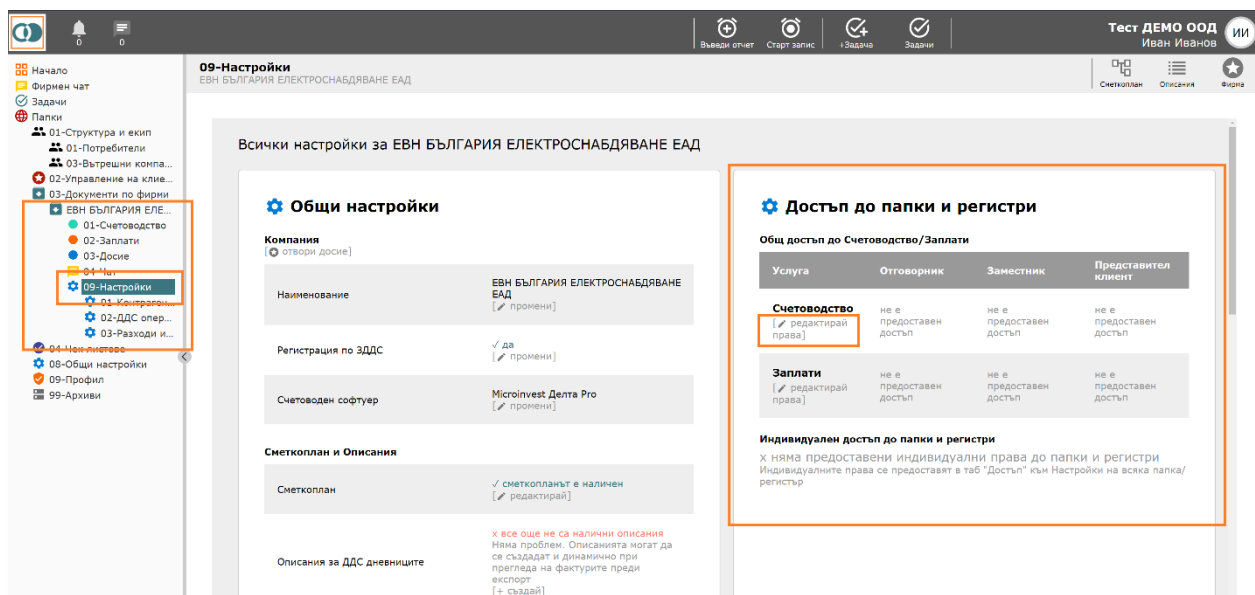 0
0
Въведи отчет
Старт запис
+Задача
Задачи
Тест ДЕМО ООД
Иван Иванов
ИИ
Начало
Фирмен чат
Задачи
Папки
01-Структура и екип
01-Потребители
03-Вътрешни компа...
02-Управление на клие...
03-Документи по фирми
ЕВН БЪЛГАРИЯ ЕЛЕ...
01-Счетоводство
02-Заплати
03-Досие
04-Чат
09-Настройки
01-Контраген...
02-ДДС опер...
03-Разходи и...
04-Чек листове
08-Общи настройки
09-Профил
99-Архиви
09-Настройки
ЕВН БЪЛГАРИЯ ЕЛЕКТРОСНАБДЯВАНЕ ЕАД
Сметкоплан
Описания
Фирма
Всички настройки за ЕВН БЪЛГАРИЯ ЕЛЕКТРОСНАБДЯВАНЕ ЕАД
Общи настройки
Компания
[отвори досие]
Наименование
ЕВН БЪЛГАРИЯ ЕЛЕКТРОСНАБДЯВАНЕ
ЕАД
[промени]
Регистрация по ЗДДС
✓ да
[промени]
Счетоводен софтуер
Microinvest Делта Pro
[промени]
Сметкоплан и Описания
Сметкоплан
✓ сметкопланът е наличен
[редактирай]
Описания за ДДС дневниците
x все още не са налични описания
Няма проблем. Описанията могат да
се създадат и динамично при
прегледа на фактурите преди
експорт
[+ създай]
Достъп до папки и регистри
Общ достъп до Счетоводство/Заплати
Услуга
Отговорник
Заместник
Представител
клиент
Счетоводство
[редактирай
права]
не е
предоставен
достъп
не е
предоставен
достъп
не е
предоставен
достъп
Заплати
[редактирай
права]
не е
предоставен
достъп
не е
предоставен
достъп
не е
предоставен
достъп
Индивидуален достъп до папки и регистри
x няма предоставени индивидуални права до папки и регистри
Индивидуалните права се предоставят в таб "Достъп" към Настройки на всяка папка/
регистър